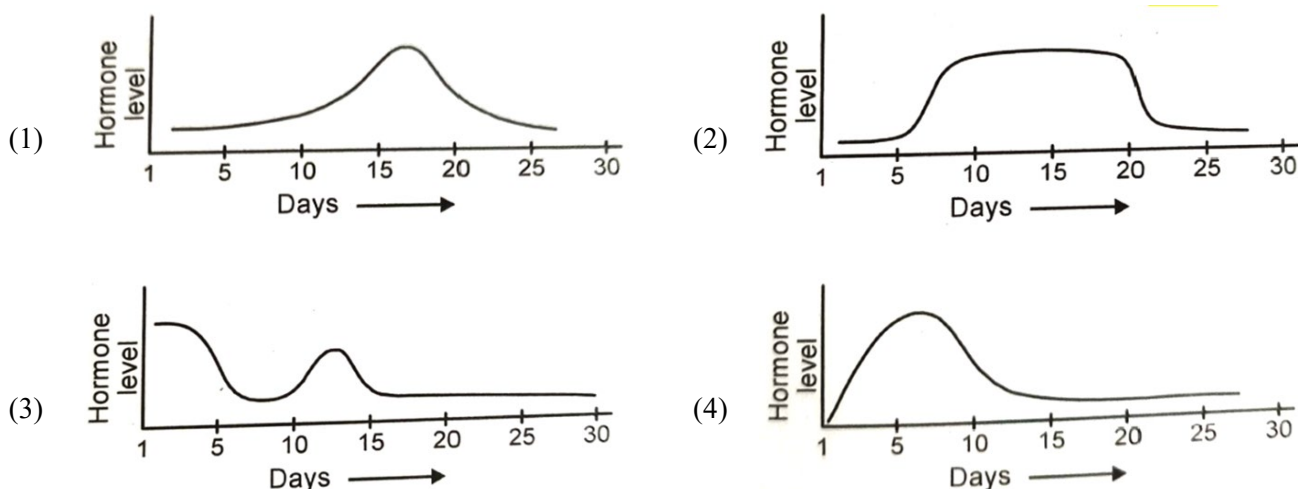 (1)
Hormone level
1 5 10 15 20 25 30
Days
(2)
Hormone level
1 5 10 15 20 25 30
Days
(3)
Hormone level
1 5 10 15 20 25 30
Days
(4)
Hormone level
1 5 10 15 20 25 30
Days